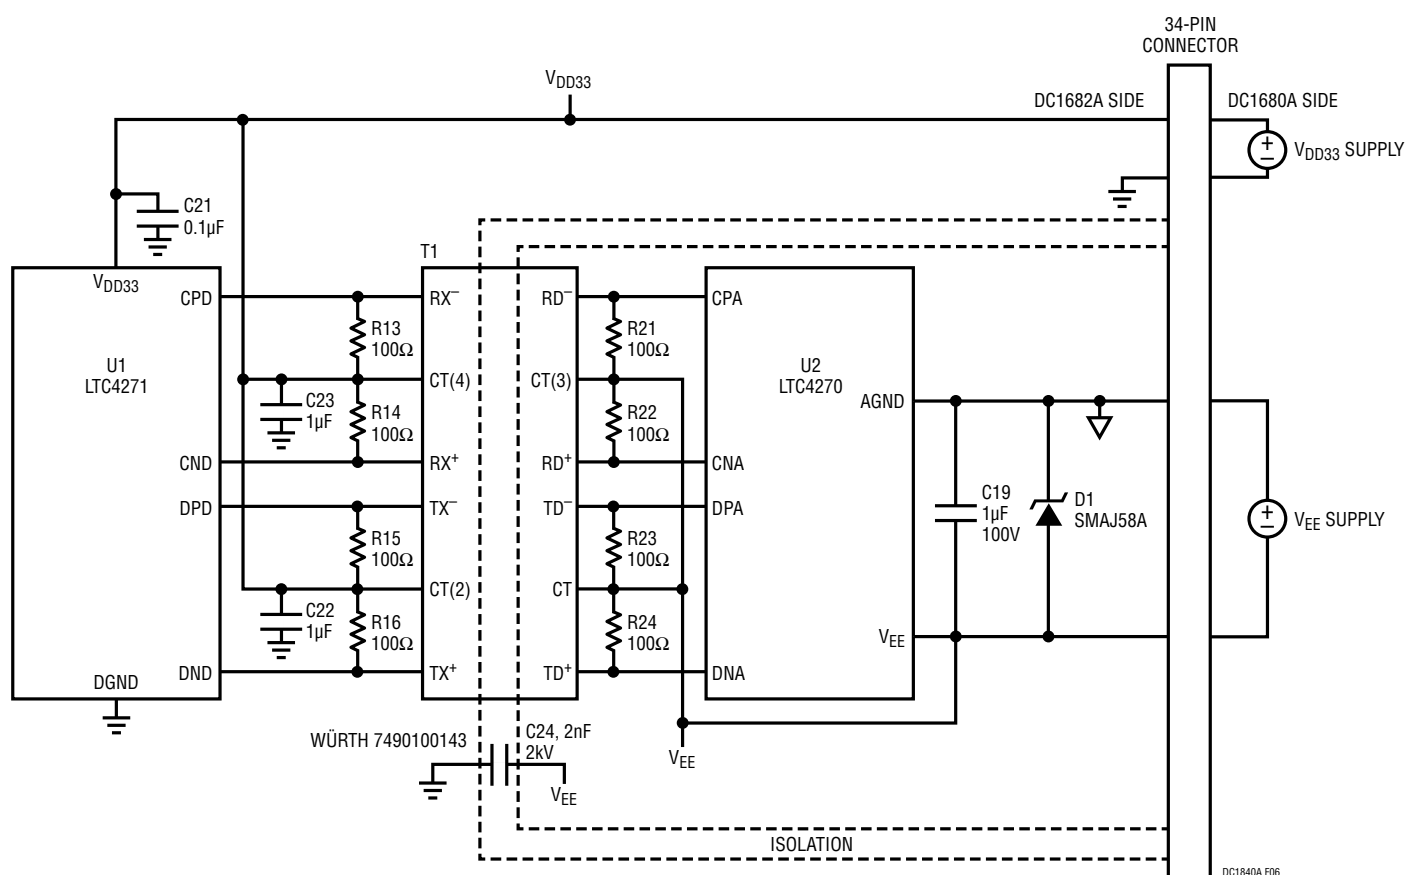 34-PIN
CONNECTOR
VDD33
DC1682A SIDE
DC1680A SIDE
+
−
VDD33 SUPPLY
C21
0.1µF
T1
VDD33
CPD
RX−
RD−
CPA
R13
100Ω
R21
100Ω
U1
LTC4271
U2
LTC4270
CT(4)
CT(3)
AGND
C23
1µF
R14
100Ω
R22
100Ω
CND
RX+
RD+
CNA
DPD
TX−
TD−
DPA
C19
1µF
100V
D1
SMAJ58A
+
−
VEE SUPPLY
R15
100Ω
R23
100Ω
CT(2)
CT
C22
1µF
R16
100Ω
R24
100Ω
VEE
DGND
DND
TX+
TD+
DNA
WÜRTH 7490100143
C24, 2nF
2kV
VEE
VEE
ISOLATION
DC1840A F06